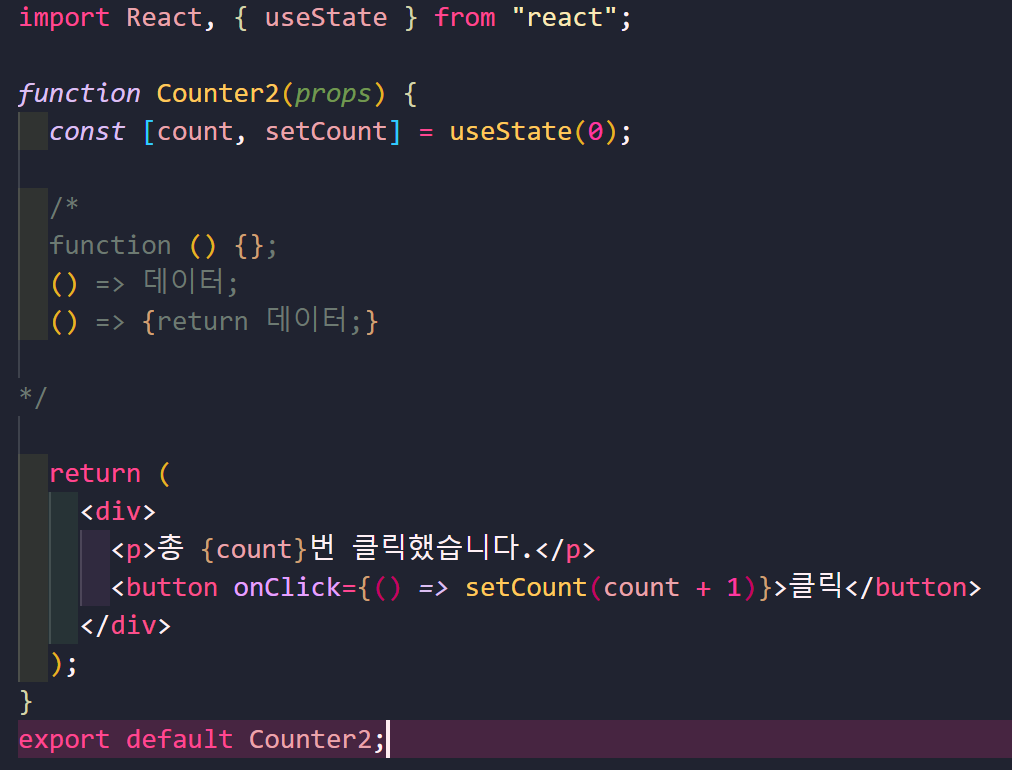 import React, { useState } from "react";
function Counter2(props) {
const [count, setCount] = useState(0);
/*
function () {};
() => 데이터;
() => {return 데이터;}
*/
return (
<div>
<p>총 {count}번 클릭했습니다.</p>
<button onClick={() => setCount(count + 1)}>클릭</button>
</div>
);
}
export default Counter2;